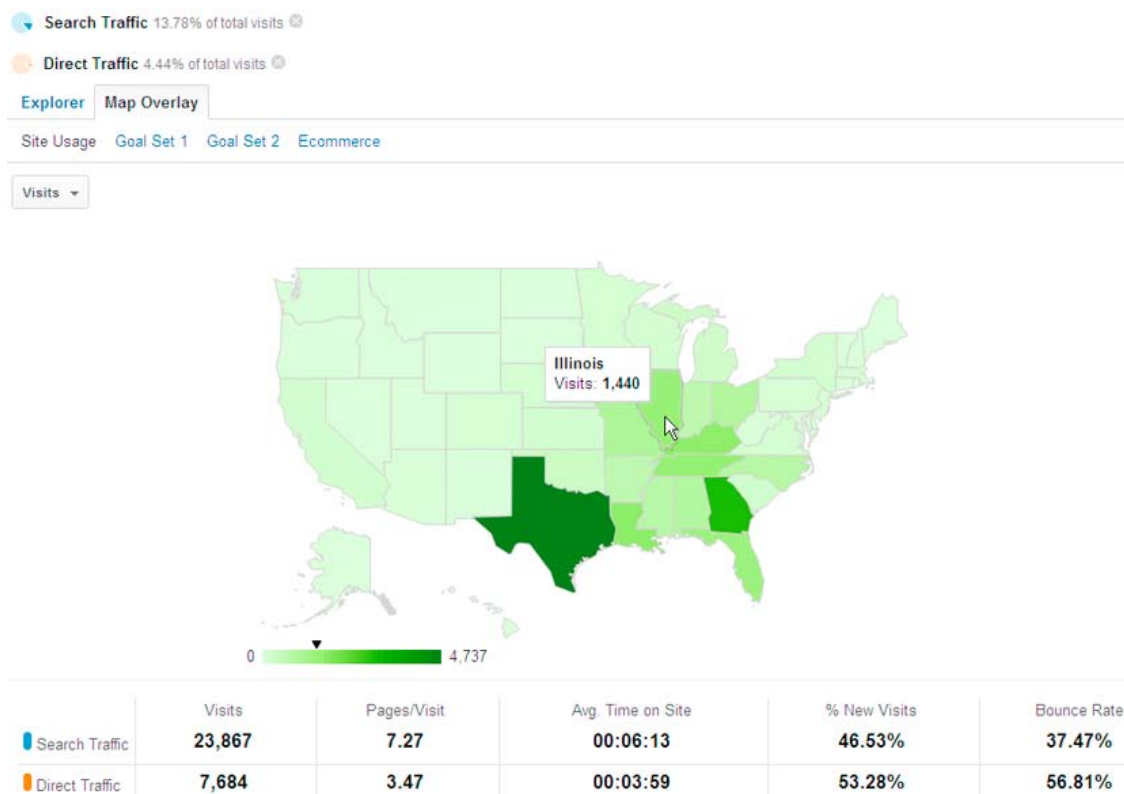 Search Traffic 13.78% of total visits
Direct Traffic 4.44% of total visits
Explorer Map Overlay
Site Usage Goal Set 1 Goal Set 2 Ecommerce
Visits
Illinois
Visits: 1,440
0 4,737
Visits Pages/Visit Avg. Time on Site % New Visits Bounce Rate
Search Traffic 23,867 7.27 00:06:13 46.53% 37.47%
Direct Traffic 7,684 3.47 00:03:59 53.28% 56.81%